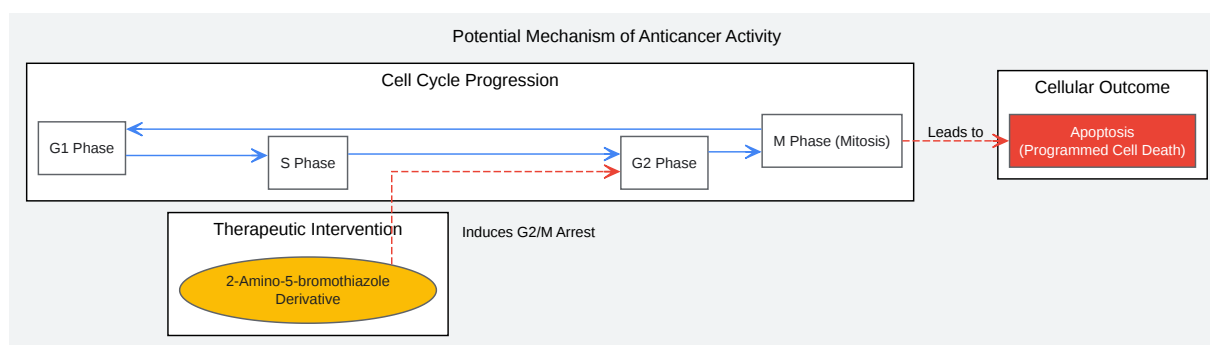 Potential Mechanism of Anticancer Activity
Cell Cycle Progression
G1 Phase
S Phase
G2 Phase
M Phase (Mitosis)
Leads to
Cellular Outcome
Apoptosis
(Programmed Cell Death)
Therapeutic Intervention
Induces G2/M Arrest
2-Amino-5-bromothiazole
Derivative